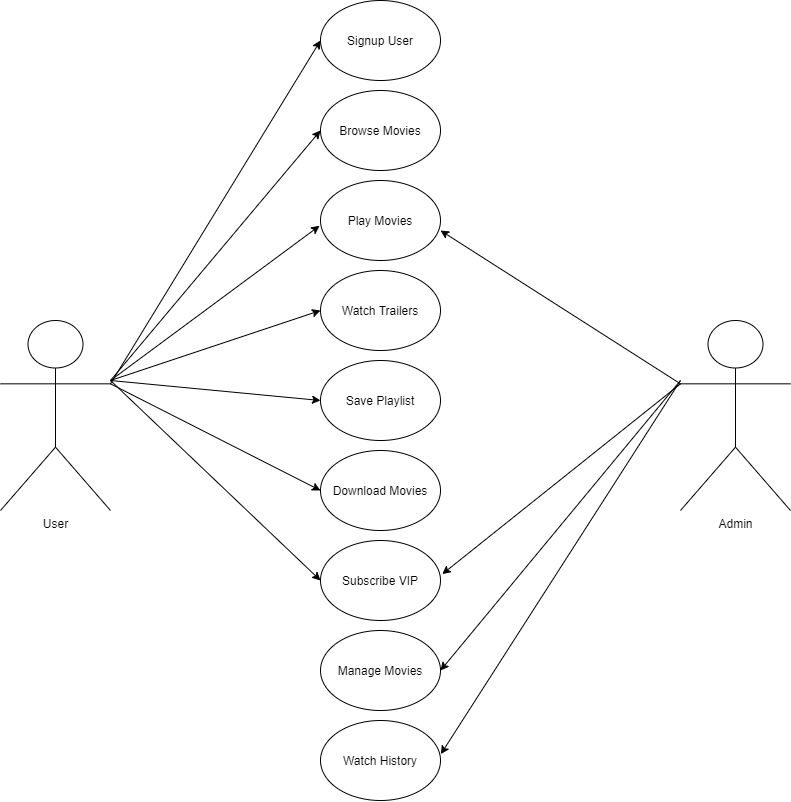 Signup User
Browse Movies
Play Movies
Watch Trailers
Save Playlist
Download Movies
Subscribe VIP
Manage Movies
Watch History
User
Admin